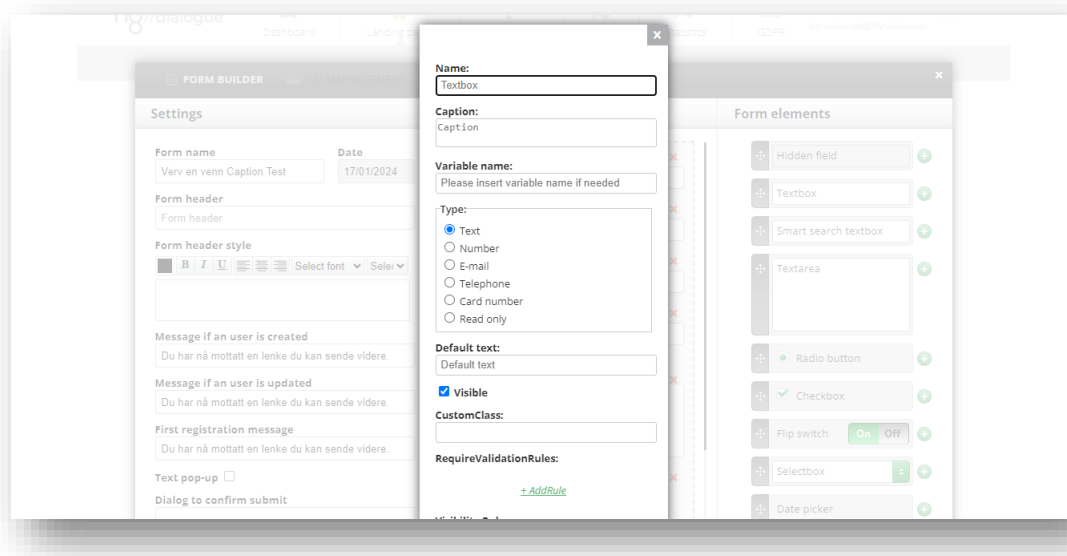 //dialogue
Dashboard
Landing pa
tatistics
GDPR
FORM BUILDER
DATAMANAGEMENT
x
x
Settings
Form elements
Form name
Date
Verv en venn Caption Test
17/01/2024
Form header
Form header
Form header style
B I U
Select font
Selec
Message if an user is created
Du har nå mottatt en lenke du kan sende videre.
Message if an user is updated
Du har nå mottatt en lenke du kan sende videre.
First registration message
Du har nå mottatt en lenke du kan sende videre.
Text pop-up
Dialog to confirm submit
Name:
Textbox
Caption:
Caption
Variable name:
Please insert variable name if needed
Type:
Text
Number
E-mail
Telephone
Card number
Read only
Default text:
Default text
Visible
CustomClass:
RequireValidationRules:
+ AddRule
Hidden field
Textbox
Smart search textbox
Textarea
Radio button
Checkbox
Flip switch
On
Off
Selectbox
Date picker